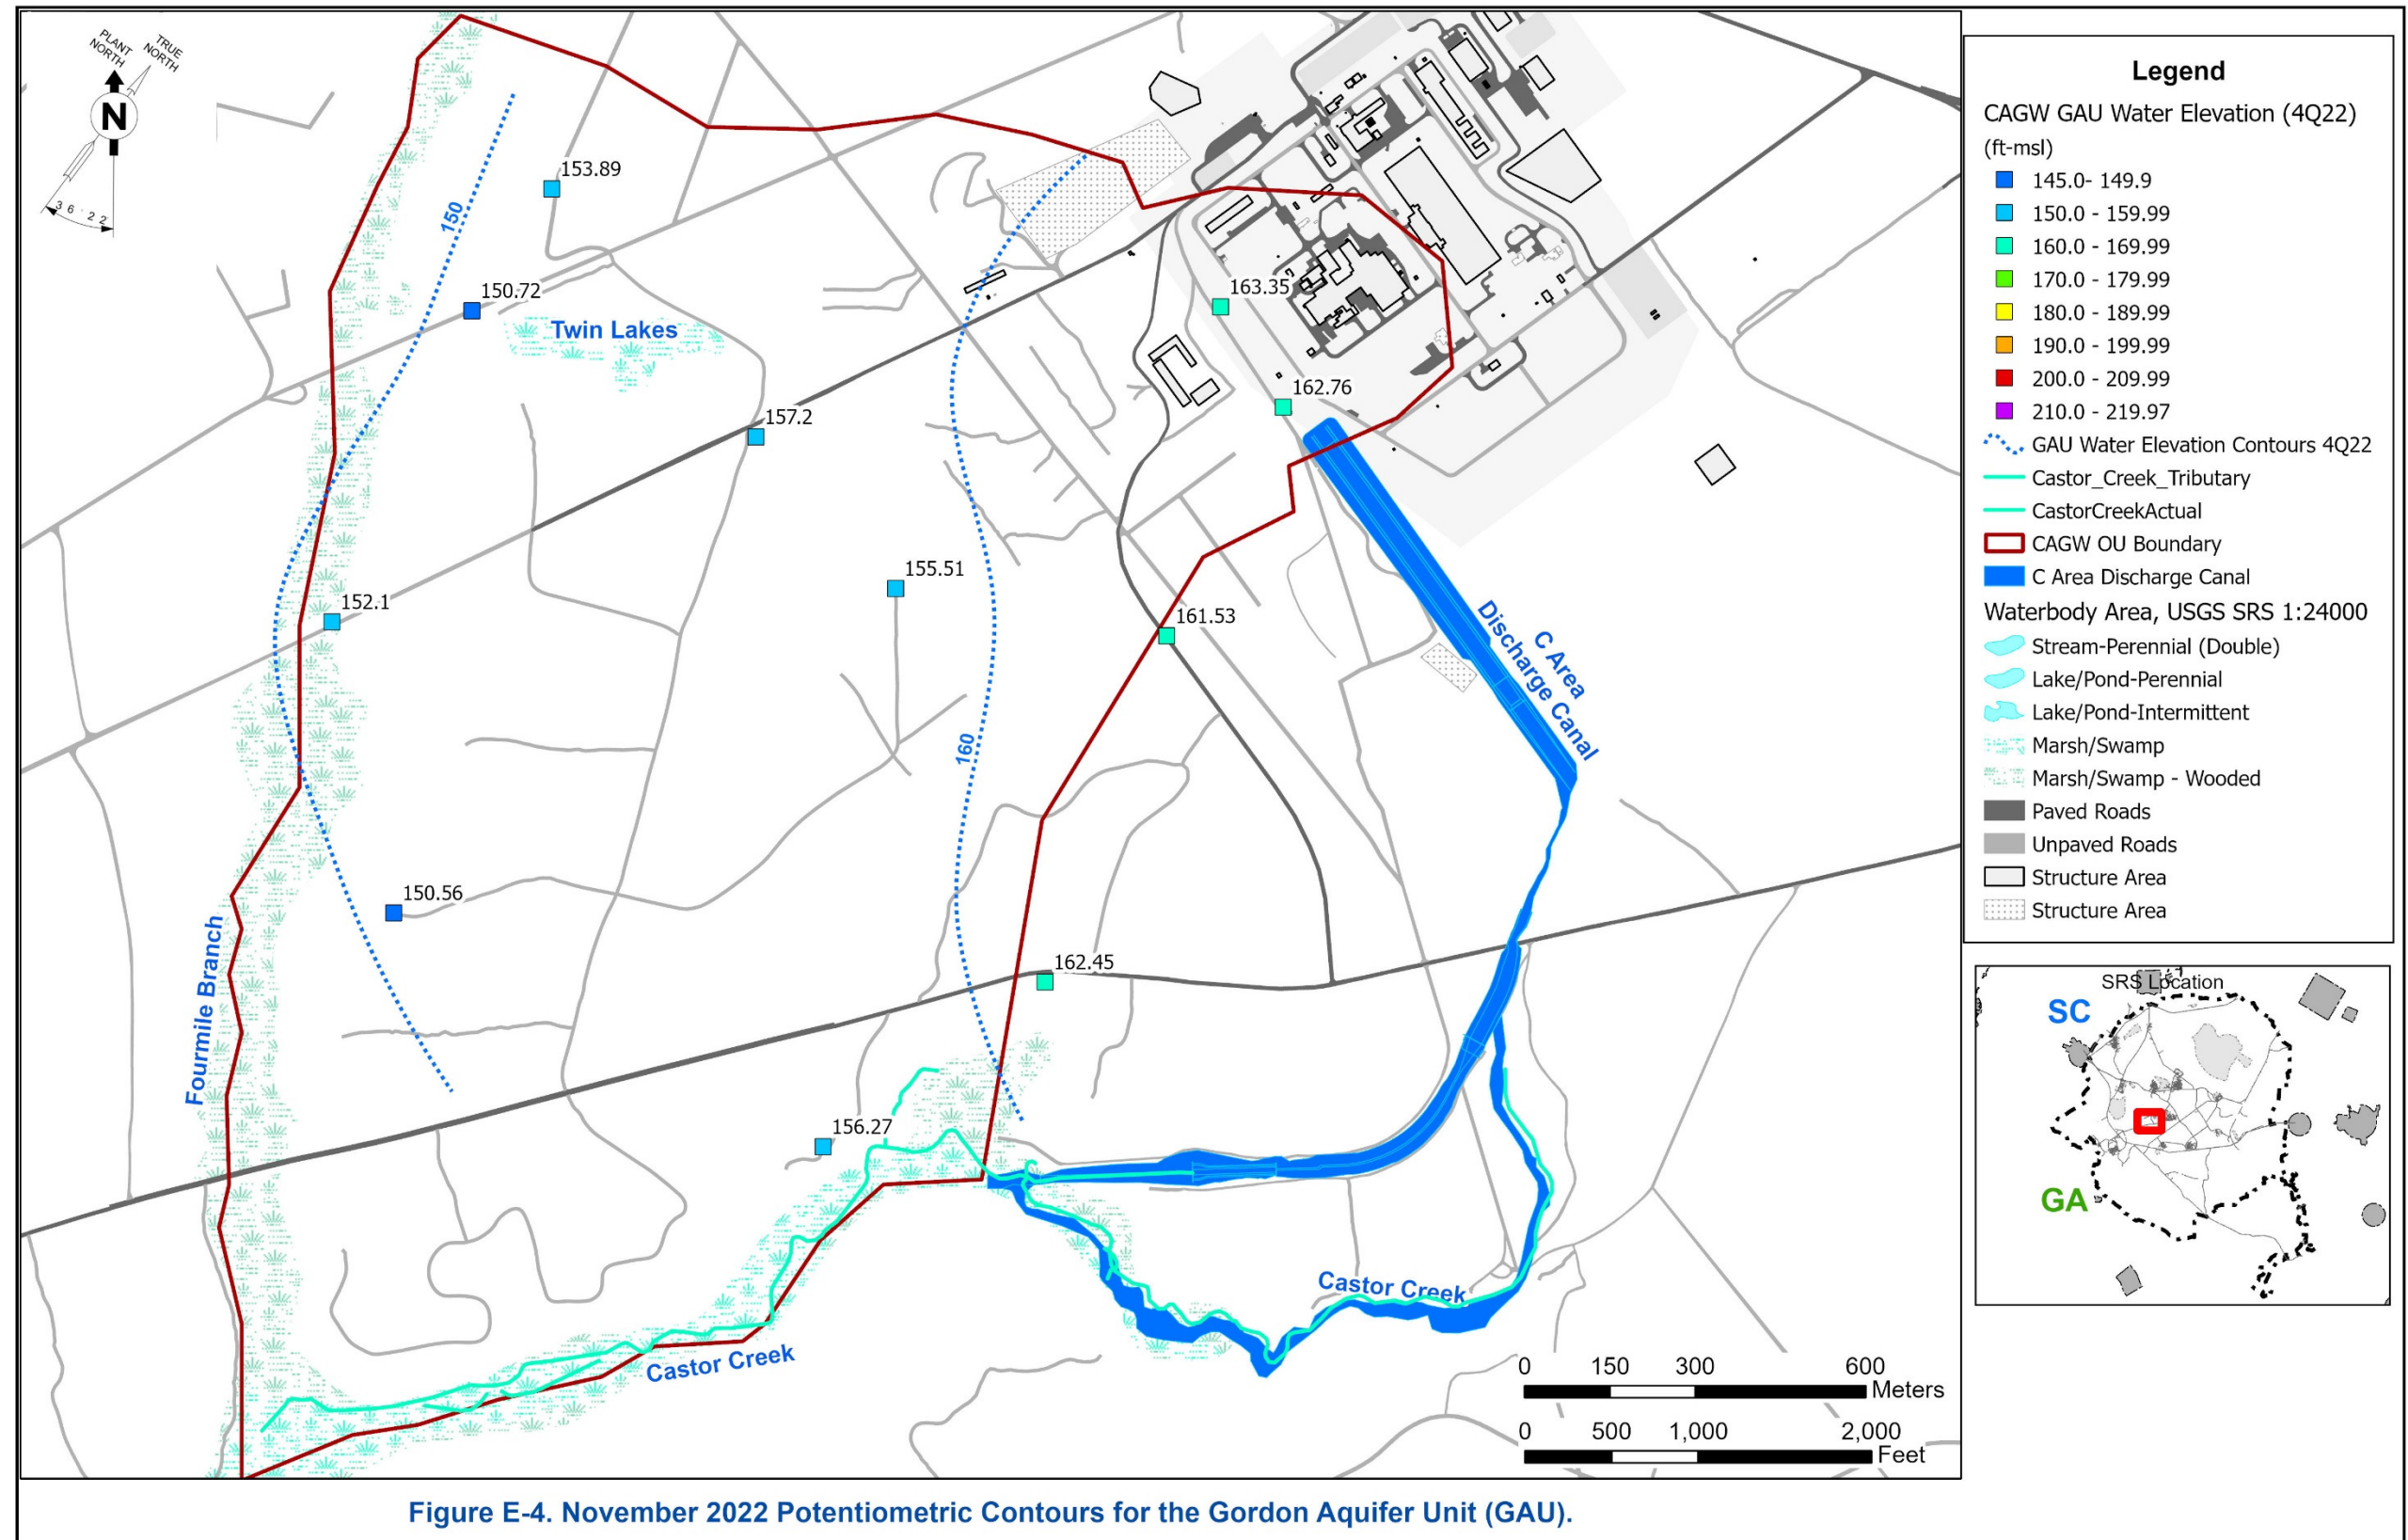 PLANT
NORTH
TRUE
NORTH
N
36°22'
153.89
150
150.72
Twin Lakes
163.35
162.76
157.2
155.51
152.1
161.53
C Area
Discharge Canal
160
150.56
162.45
Fourmile Branch
156.27
Castor Creek
Castor Creek
0 150 300 600
Meters
0 500 1,000 2,000
Feet
Legend
CAGW GAU Water Elevation (4Q22)
(ft-msl)
145.0- 149.9
150.0 - 159.99
160.0 - 169.99
170.0 - 179.99
180.0 - 189.99
190.0 - 199.99
200.0 - 209.99
210.0 - 219.97
GAU Water Elevation Contours 4Q22
Castor_Creek_Tributary
CastorCreekActual
CAGW OU Boundary
C Area Discharge Canal
Waterbody Area, USGS SRS 1:24000
Stream-Perennial (Double)
Lake/Pond-Perennial
Lake/Pond-Intermittent
Marsh/Swamp
Marsh/Swamp - Wooded
Paved Roads
Unpaved Roads
Structure Area
Structure Area
SRS Location
SC
GA
Figure E-4. November 2022 Potentiometric Contours for the Gordon Aquifer Unit (GAU).